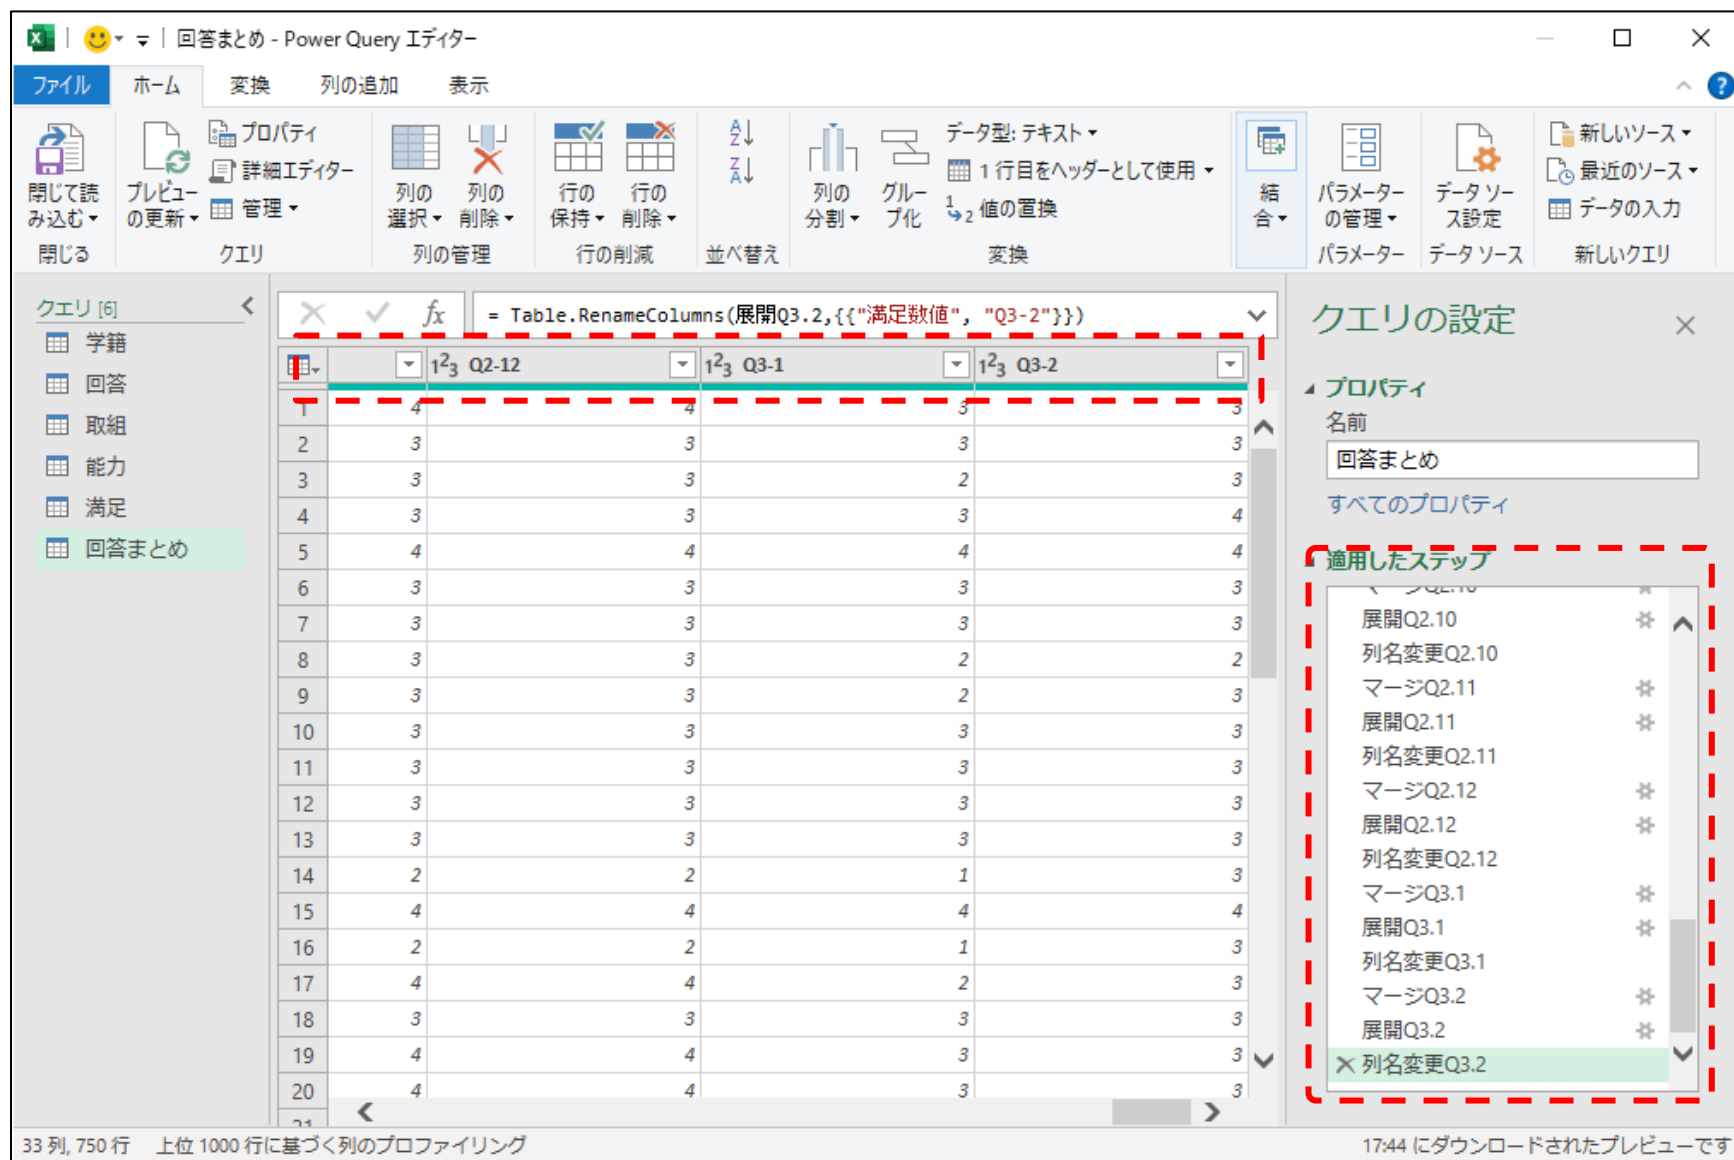 回答まとめ - Power Query エディター
ファイル ホーム 変換 列の追加 表示
閉じて読み込む
閉じる
プレビューの更新
プロパティ
詳細エディター
管理
クエリ
列の選択
列の削除
列の管理
行の保持
行の削除
行の削減
並べ替え
列の分割
グループ化
データ型: テキスト
1 行目をヘッダーとして使用
値の置換
変換
結合
パラメーターの管理
パラメーター
データ ソース設定
データ ソース
新しいソース
最近のソース
データの入力
新しいクエリ
クエリ [6]
学籍
回答
取組
能力
満足
回答まとめ
fx = Table.RenameColumns(展開Q3.2,{{"満足数値", "Q3-2"}})
1²3 Q2-12 1²3 Q3-1 1²3 Q3-2
1 4 4 3 3
2 3 3 3 3
3 3 3 2 3
4 3 3 3 4
5 4 4 4 4
6 3 3 3 3
7 3 3 3 3
8 3 3 2 2
9 3 3 2 3
10 3 3 3 3
11 3 3 3 3
12 3 3 3 3
13 3 3 3 3
14 2 2 1 3
15 4 4 4 4
16 2 2 1 3
17 4 4 2 3
18 3 3 3 3
19 4 4 3 3
20 4 4 3 3
21
クエリの設定
プロパティ
名前
回答まとめ
すべてのプロパティ
適用したステップ
マージQ2.10
展開Q2.10
列名変更Q2.10
マージQ2.11
展開Q2.11
列名変更Q2.11
マージQ2.12
展開Q2.12
列名変更Q2.12
マージQ3.1
展開Q3.1
列名変更Q3.1
マージQ3.2
展開Q3.2
列名変更Q3.2
33 列, 750 行 上位 1000 行に基づく列のプロファイリング
17:44 にダウンロードされたプレビューです